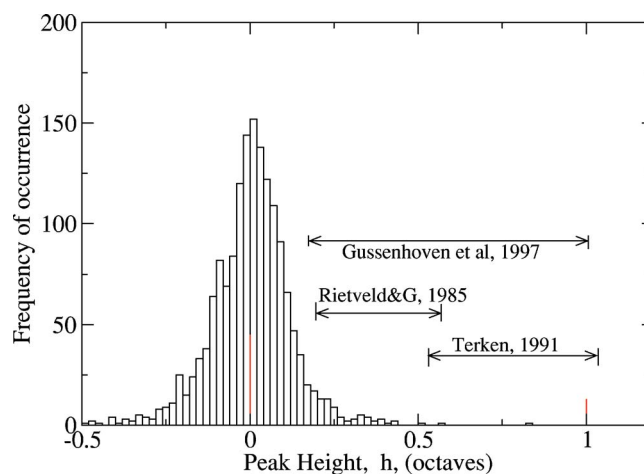 200
150
100
50
0
Frequency of occurrence
Gussenhoven et al, 1997
Rietveld&G, 1985
Terken, 1991
-0.5
0
0.5
1
Peak Height, h, (octaves)